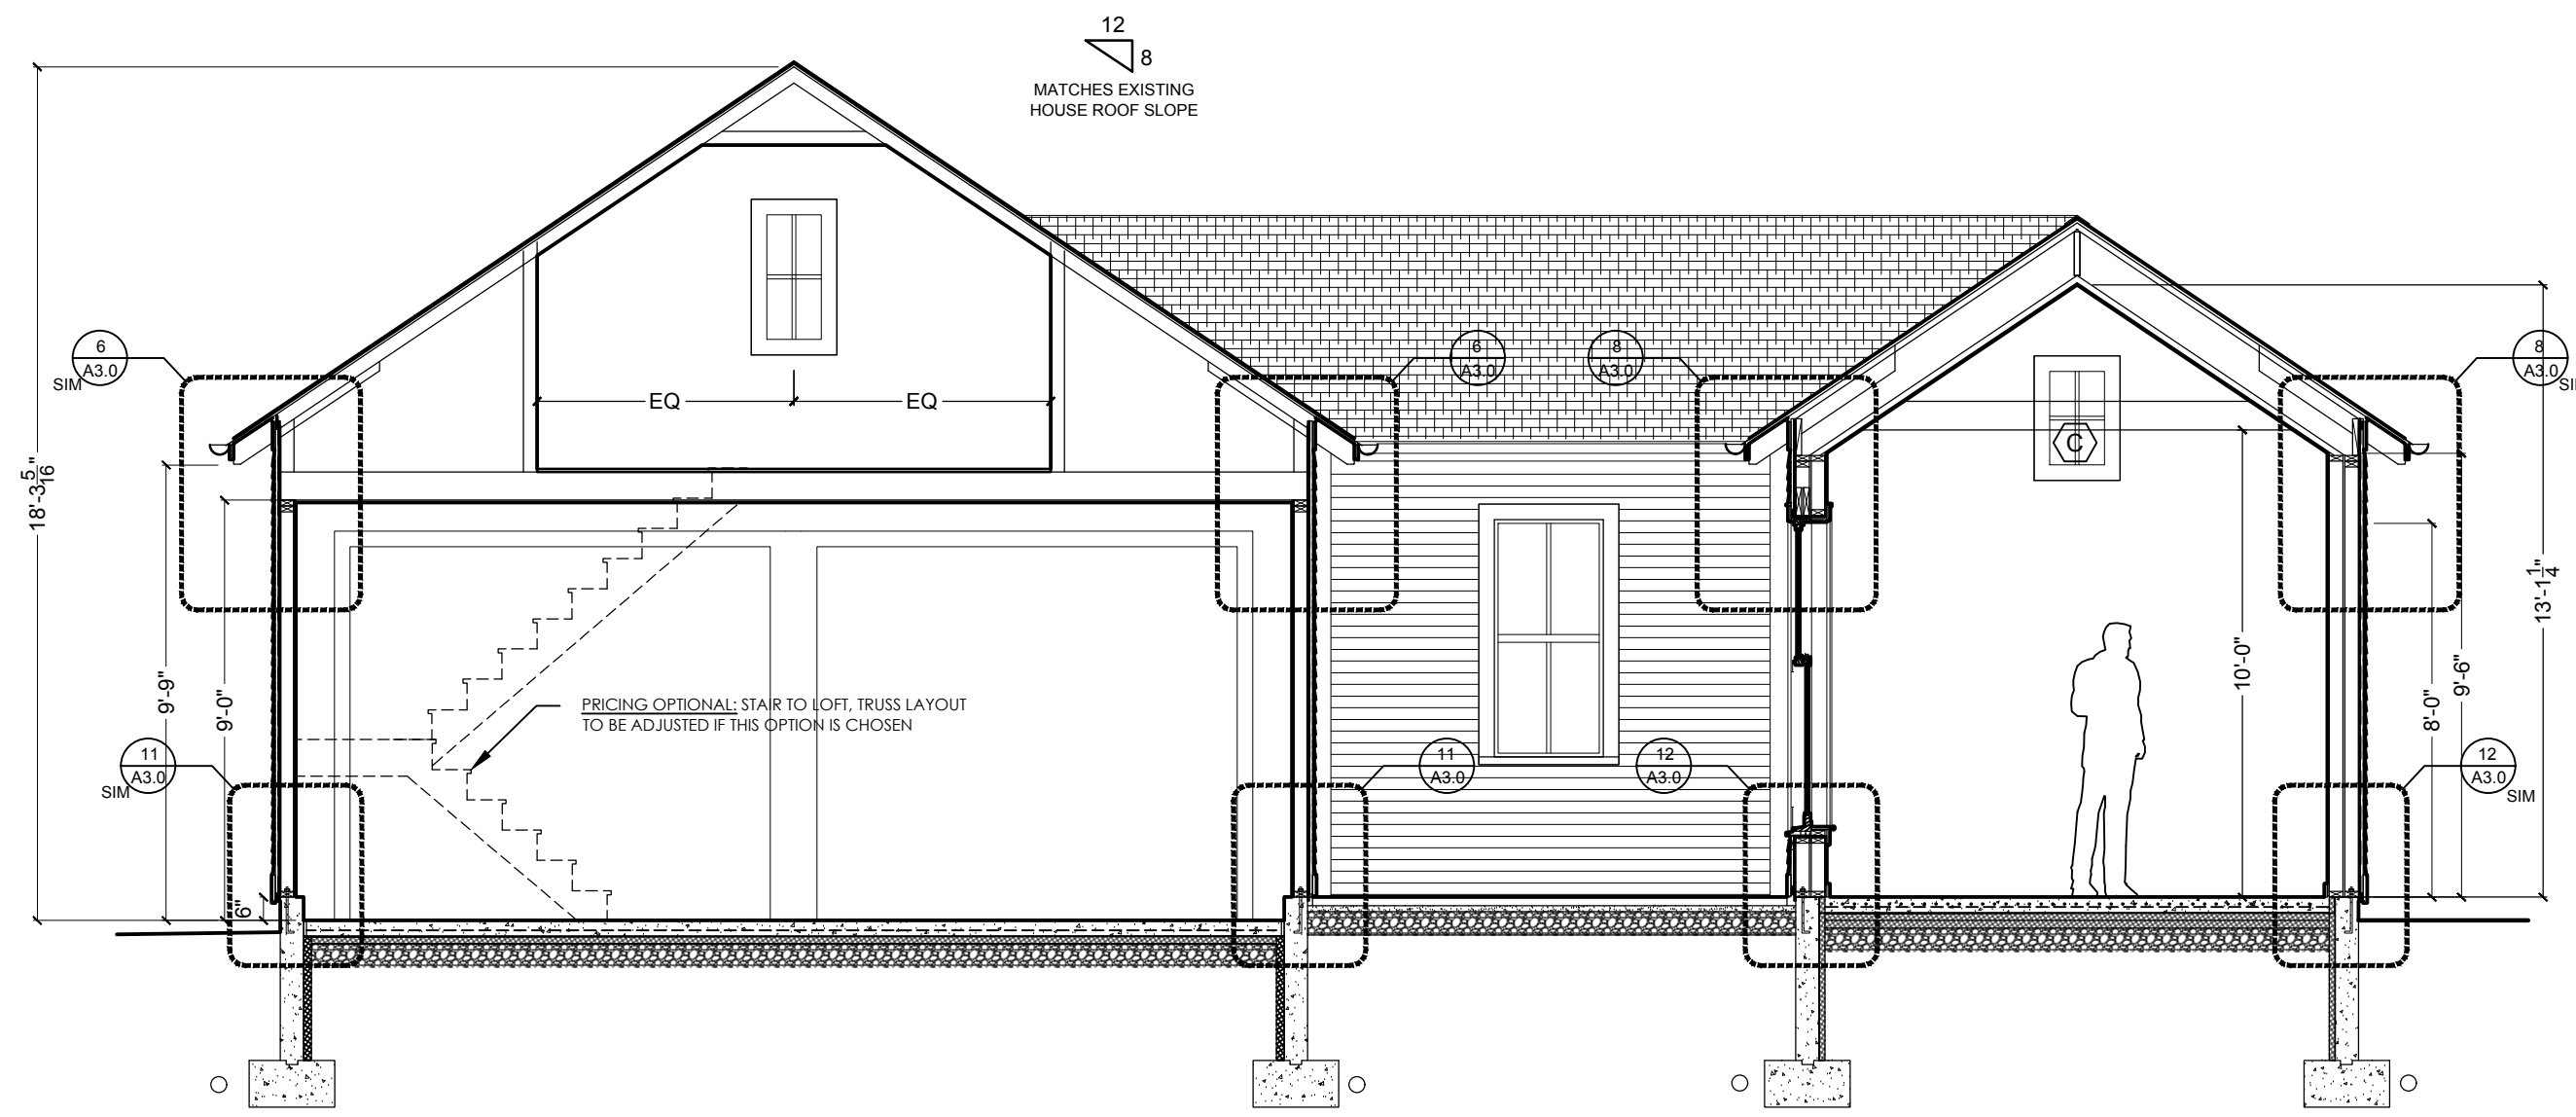 12
8
MATCHES EXISTING
HOUSE ROOF SLOPE
6
A3.0
SIM
6
A3.0
8
A3.0
8
A3.0
SIM
EQ
EQ
C
18'-3 5/16"
9'-9"
9'-0"
6"
10'-0"
8'-0"
9'-6"
13'-1 1/4"
PRICING OPTIONAL: STAIR TO LOFT, TRUSS LAYOUT
TO BE ADJUSTED IF THIS OPTION IS CHOSEN
11
A3.0
SIM
11
A3.0
12
A3.0
12
A3.0
SIM